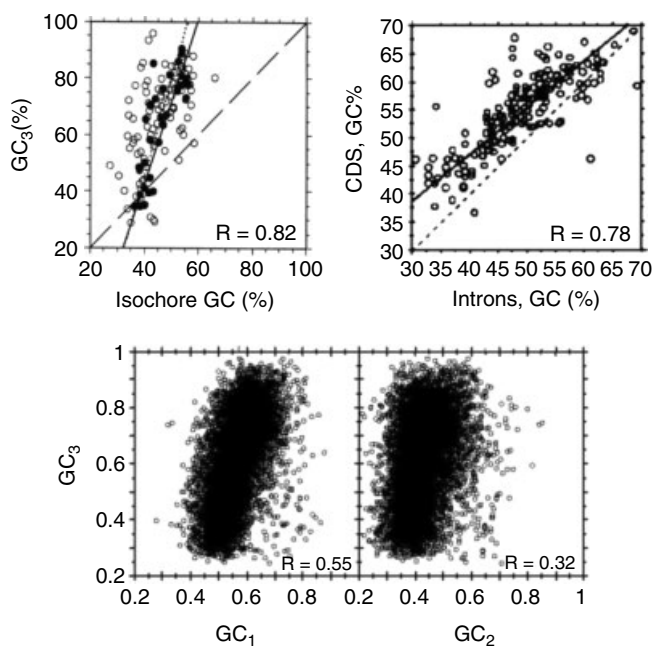 GC₃(%)
100
80
60
40
20
R = 0.82
20 40 60 80 100
Isochore GC (%)
CDS, GC%
70
65
60
55
50
45
40
35
30
R = 0.78
30 35 40 45 50 55 60 65 70
Introns, GC (%)
GC₃
1
0.8
0.6
0.4
0.2
R = 0.55
R = 0.32
0.2 0.4 0.6 0.8 0.2 0.4 0.6 0.8 1
1
GC₁ GC₂